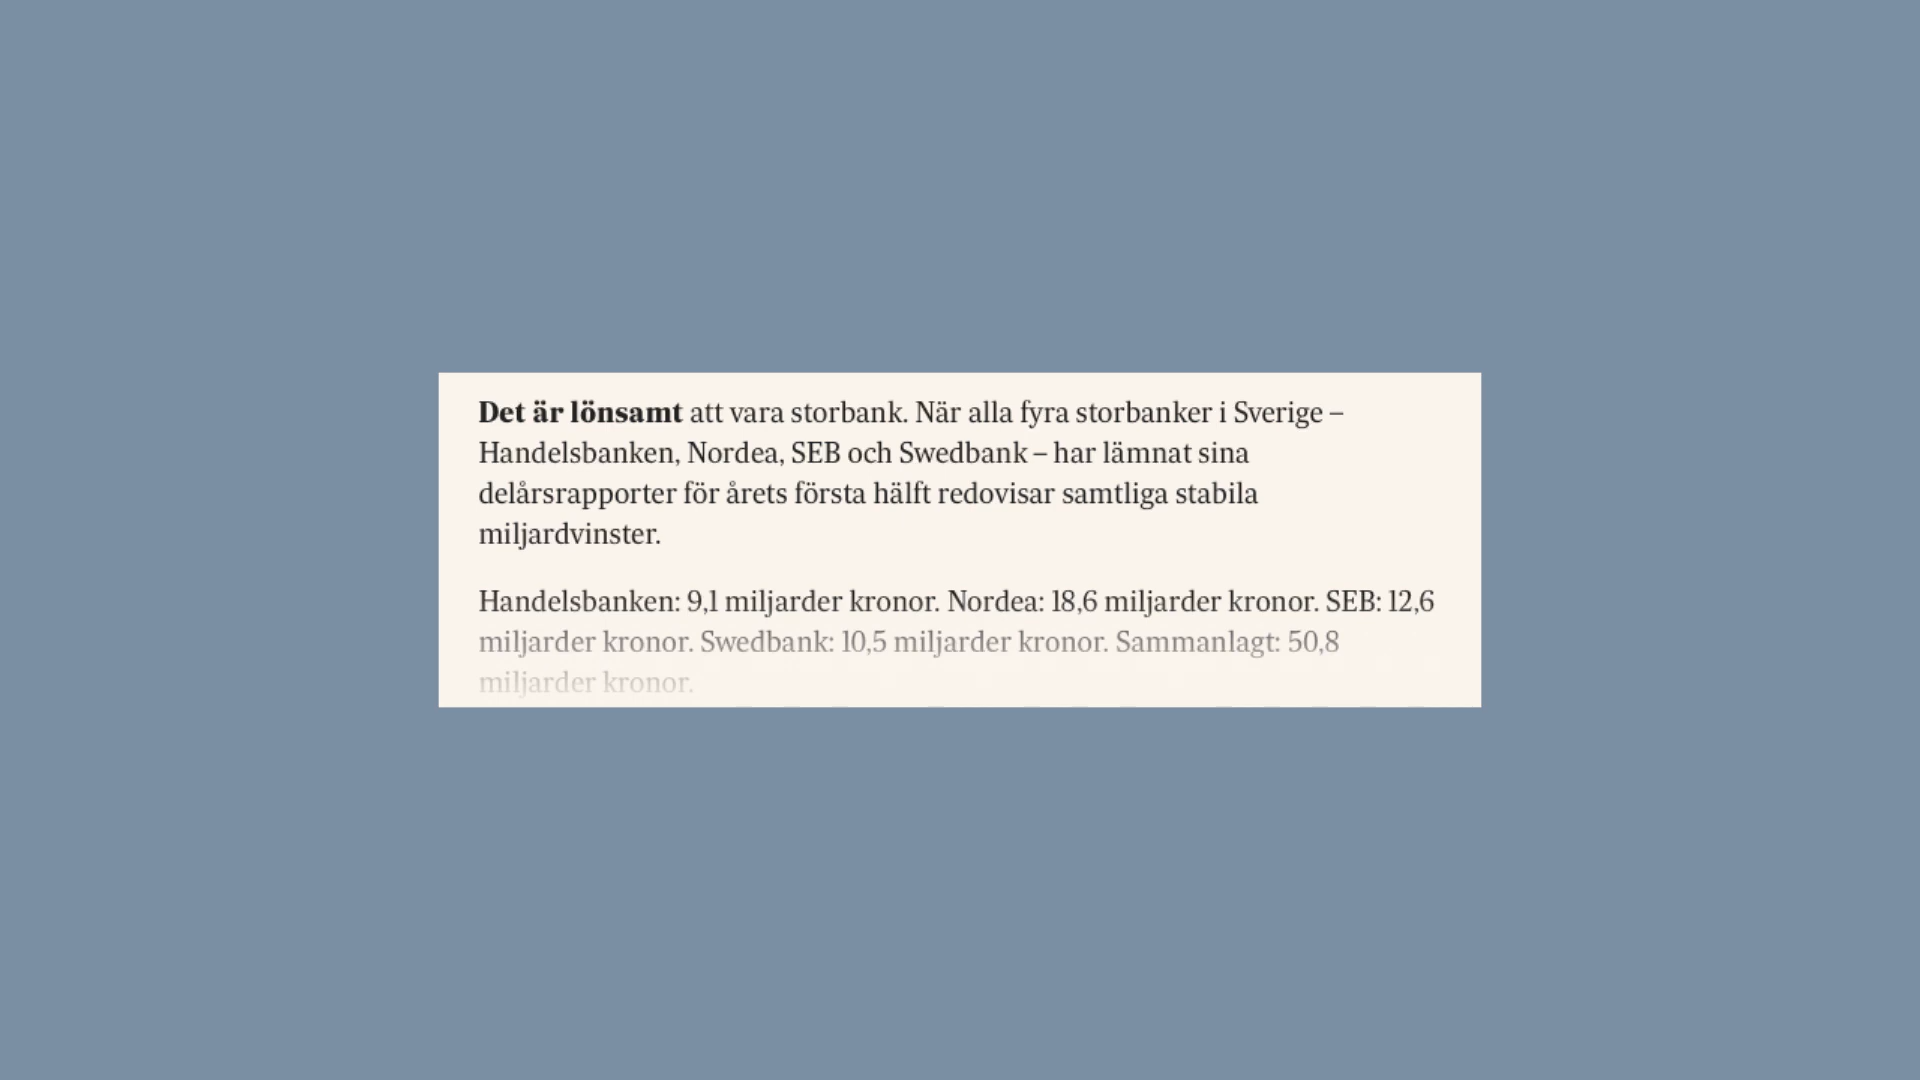 Det är lönsamt att vara storbank. När alla fyra storbanker i Sverige –
Handelsbanken, Nordea, SEB och Swedbank – har lämnat sina
delårsrapporter för årets första hälft redovisar samtliga stabila
miljardvinster.
Handelsbanken: 9,1 miljarder kronor. Nordea: 18,6 miljarder kronor. SEB: 12,6
miljarder kronor. Swedbank: 10,5 miljarder kronor. Sammanlagt: 50,8
miljarder kronor.